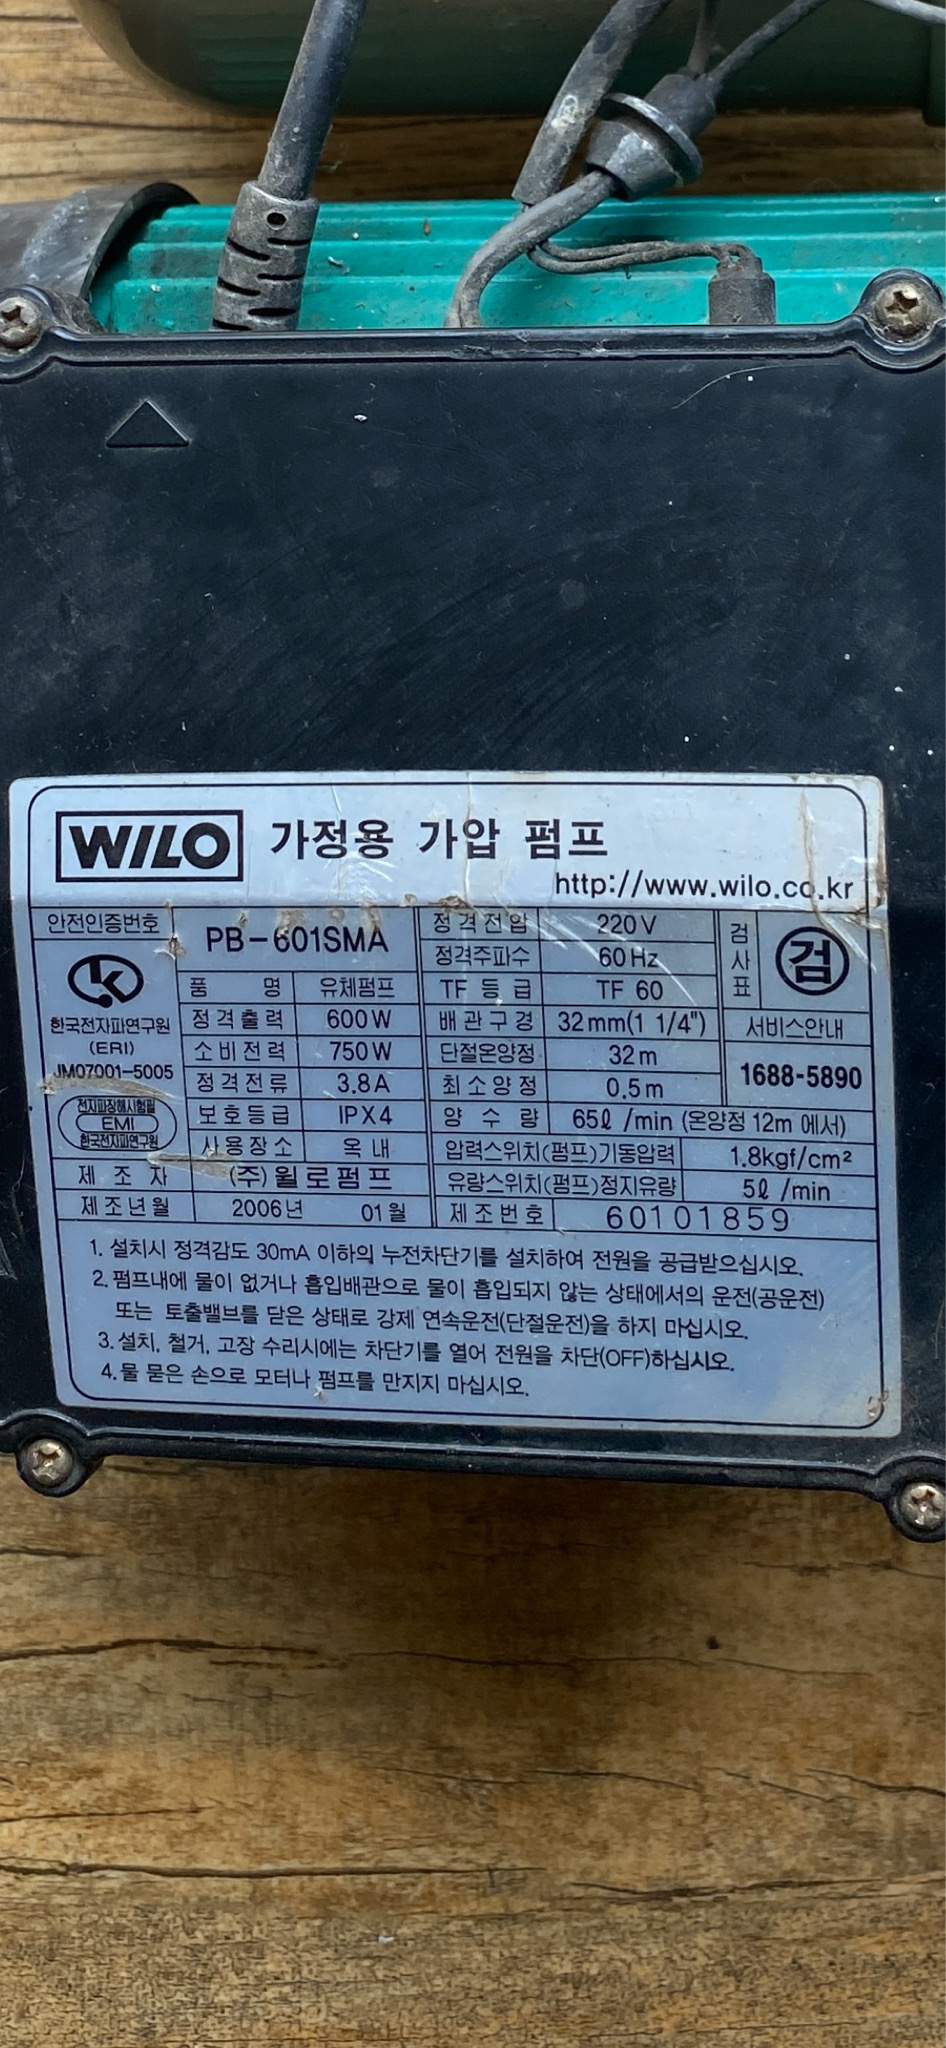 WILO 가정용 가압 펌프
http://www.wilo.co.kr
안전인증번호
한국전자파연구원
(ERI)
JM07001-5005
전자파장해시험필
EMI
한국전자파연구원
PB-601SMA
품 명 유체펌프
정격출력 600W
소비전력 750W
정격전류 3.8A
보호등급 IPX4
사용장소 옥 내
제 조 자 (주)윌로펌프
제조년월 2006년 01월
정격전압 220V
정격주파수 60Hz
TF 등급 TF 60
배관구경 32mm(1 1/4")
단절온양정 32m
최소양정 0.5m
양 수 량 65ℓ /min (온양정 12m 에서)
압력스위치(펌프)기동압력 1.8kgf/cm²
유량스위치(펌프)정지유량 5ℓ /min
제조번호 60101859
검사표 검
서비스안내
1688-5890
1. 설치시 정격감도 30mA 이하의 누전차단기를 설치하여 전원을 공급받으십시오.
2. 펌프내에 물이 없거나 흡입배관으로 물이 흡입되지 않는 상태에서의 운전(공운전)
또는 토출밸브를 닫은 상태로 강제 연속운전(단절운전)을 하지 마십시오.
3. 설치, 철거, 고장 수리시에는 차단기를 열어 전원을 차단(OFF)하십시오.
4. 물 묻은 손으로 모터나 펌프를 만지지 마십시오.